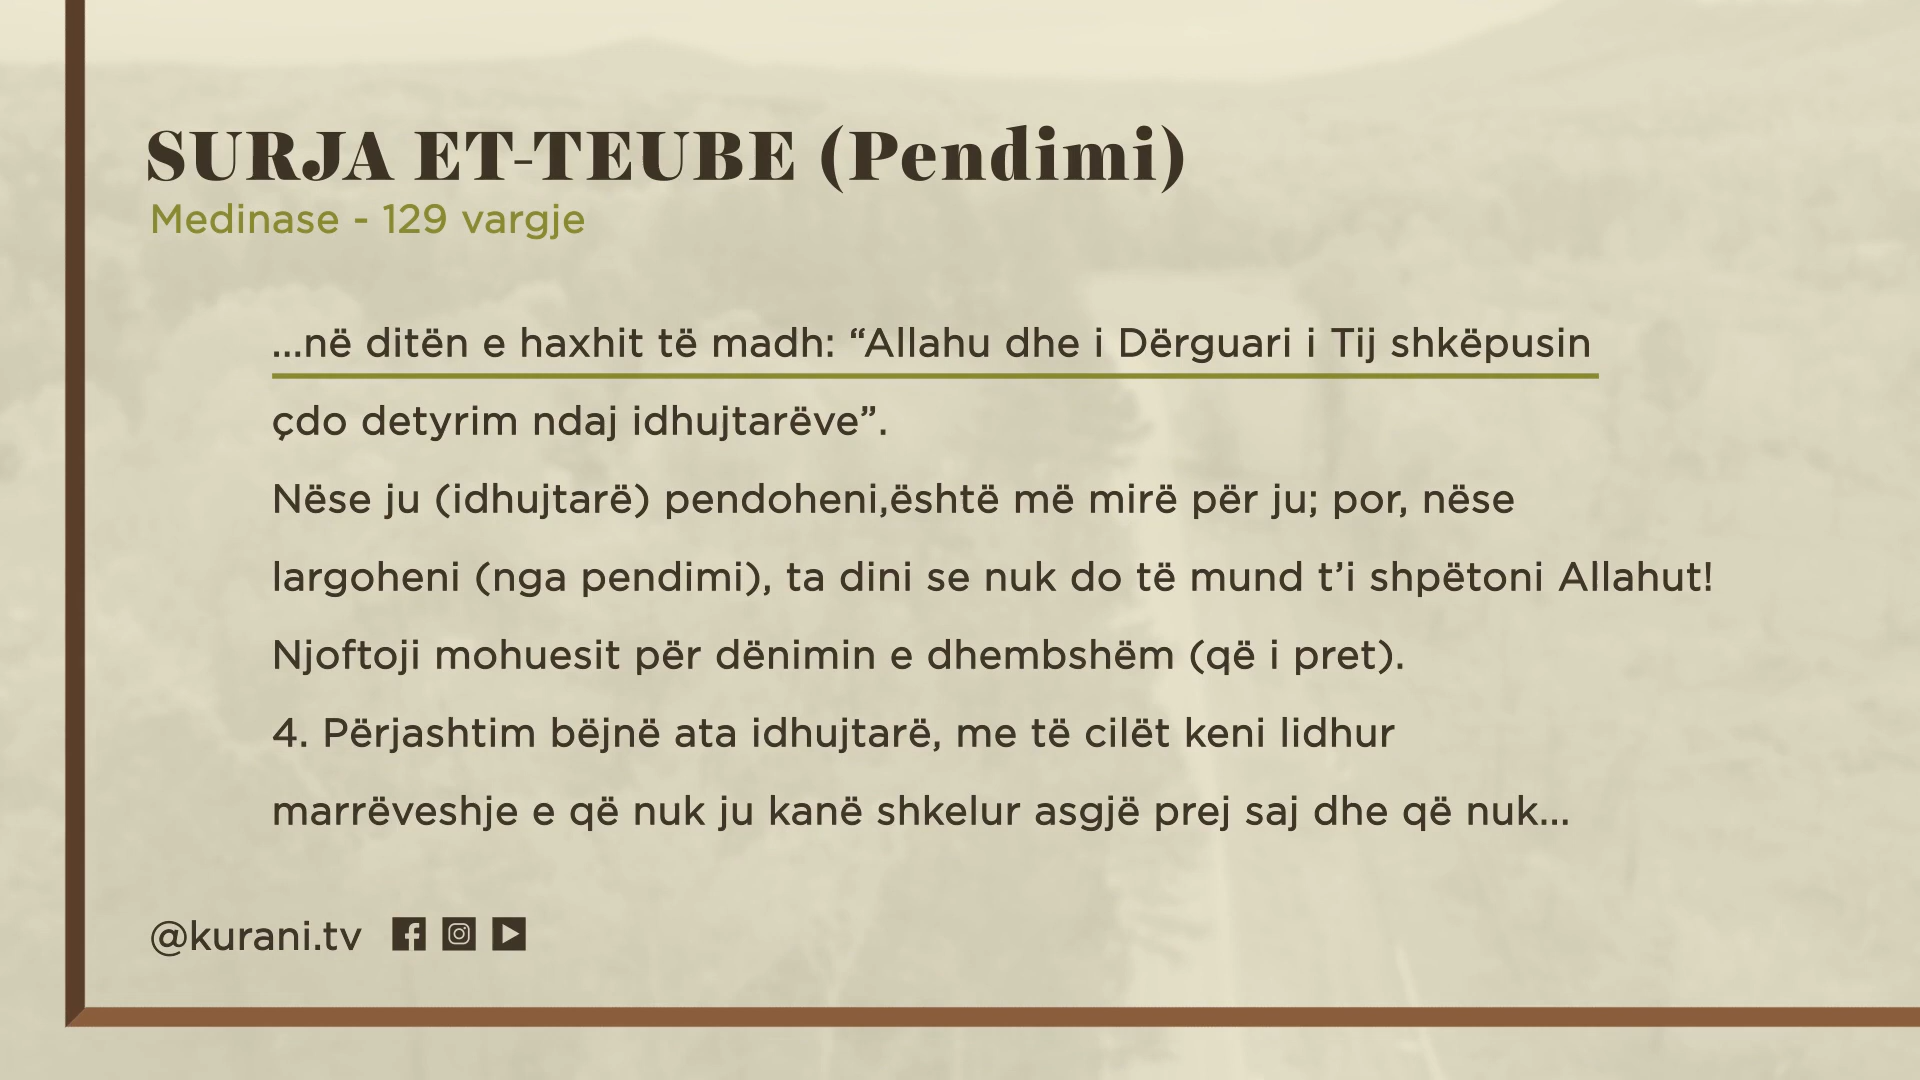 SURJA ET-TEUBE (Pendimi)
Medinase - 129 vargje
...në ditën e haxhit të madh: “Allahu dhe i Dërguari i Tij shkëpusin
çdo detyrim ndaj idhujtarëve”.
Nëse ju (idhujtarë) pendoheni,është më mirë për ju; por, nëse
largoheni (nga pendimi), ta dini se nuk do të mund t’i shpëtoni Allahut!
Njoftoji mohuesit për dënimin e dhembshëm (që i pret).
4. Përjashtim bëjnë ata idhujtarë, me të cilët keni lidhur
marrëveshje e që nuk ju kanë shkelur asgjë prej saj dhe që nuk...
@kurani.tv